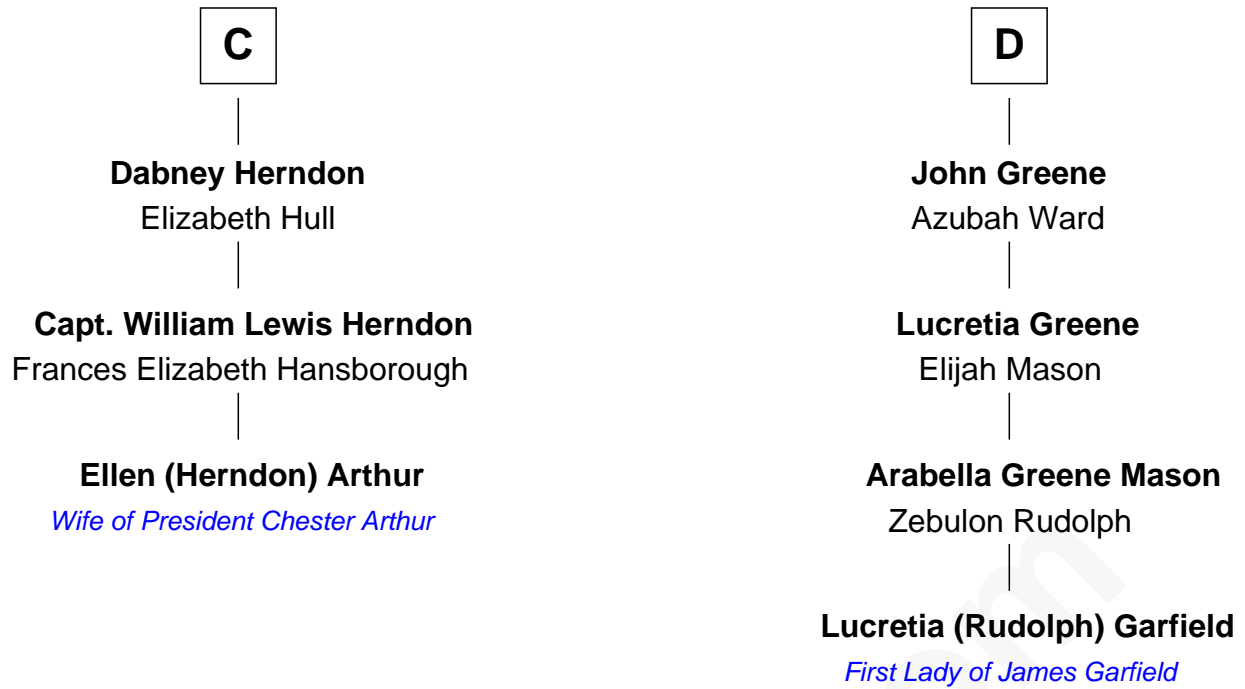 C
Dabney Herndon
Elizabeth Hull
Capt. William Lewis Herndon
Frances Elizabeth Hansborough
Ellen (Herndon) Arthur
Wife of President Chester Arthur
D
John Greene
Azubah Ward
Lucretia Greene
Elijah Mason
Arabella Greene Mason
Zebulon Rudolph
Lucretia (Rudolph) Garfield
First Lady of James Garfield